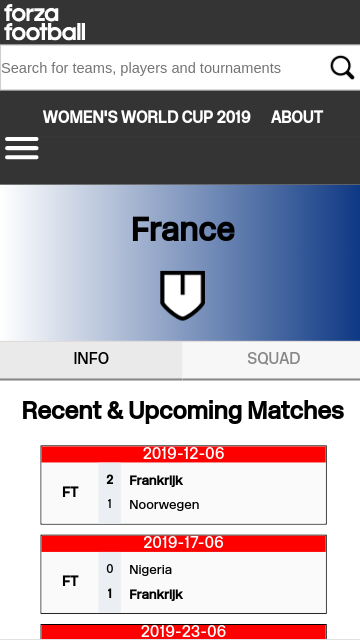 forza
football
Search for teams, players and tournaments
WOMEN'S WORLD CUP 2019 ABOUT
France
INFO SQUAD
Recent & Upcoming Matches
2019-12-06
2 Frankrijk
FT
1 Noorwegen
2019-17-06
0 Nigeria
FT
1 Frankrijk
2019-23-06